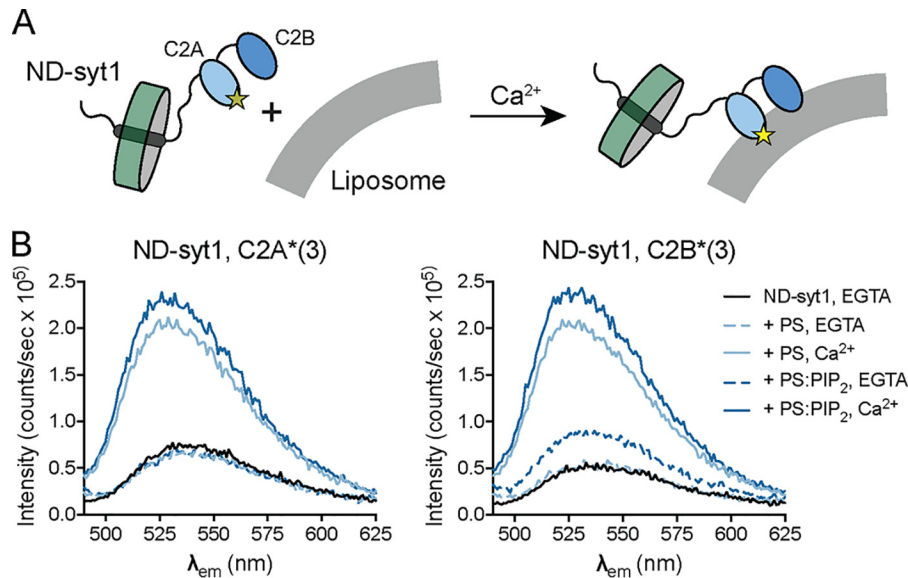 A
ND-syt1
C2A
C2B
+
Liposome
Ca²⁺
B
ND-syt1, C2A*(3)
ND-syt1, C2B*(3)
Intensity (counts/sec x 10⁵)
2.5
2.0
1.5
1.0
0.5
0.0
500 525 550 575 600 625
λem (nm)
Intensity (counts/sec x 10⁵)
2.5
2.0
1.5
1.0
0.5
0.0
500 525 550 575 600 625
λem (nm)
ND-syt1, EGTA
+ PS, EGTA
+ PS, Ca²⁺
+ PS:PIP₂, EGTA
+ PS:PIP₂, Ca²⁺